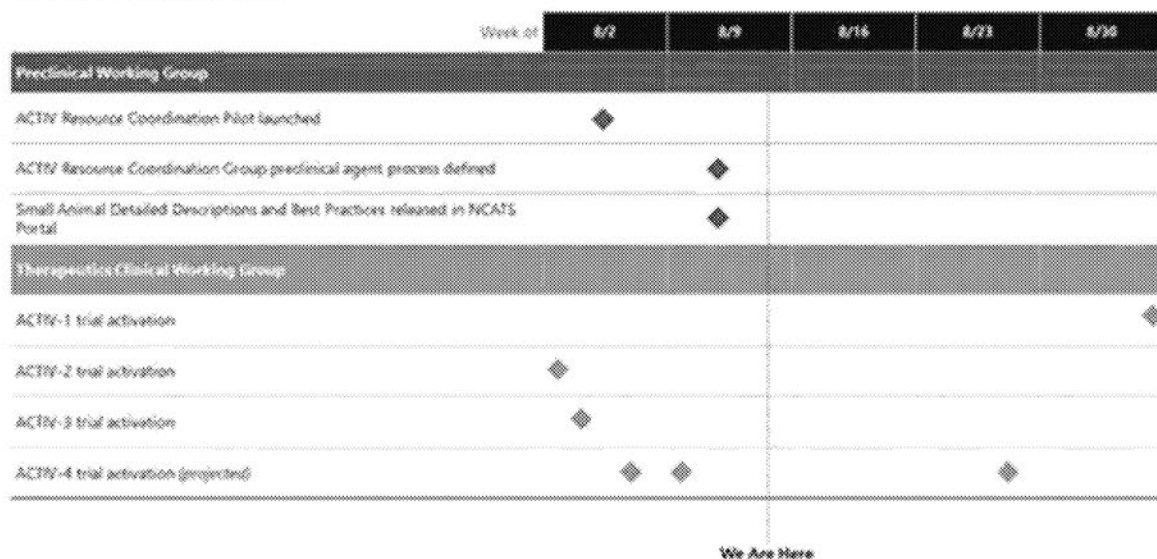 Week of 8/2 8/9 8/16 8/23 8/30
Preclinical Working Group
ACTIV Resource Coordination Pilot launched
ACTIV Resource Coordination Group preclinical agent process defined
Small Animal Detailed Descriptions and Best Practices released in NCATS
Portal
Therapeutics Clinical Working Group
ACTIV-1 trial activation
ACTIV-2 trial activation
ACTIV-3 trial activation
ACTIV-4 trial activation (projected)
We Are Here